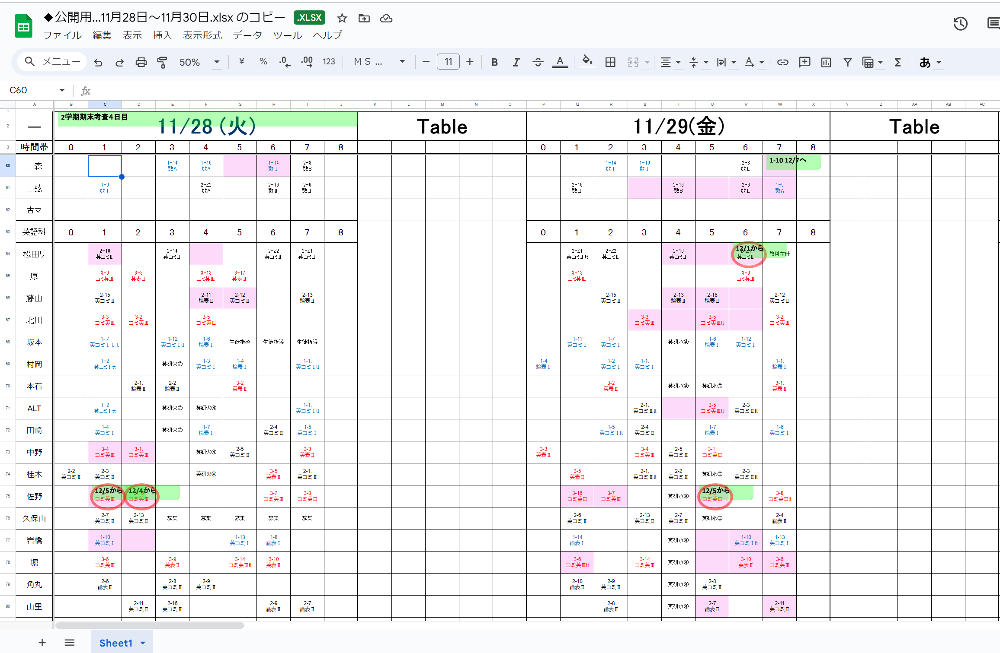 ◆公開用...11月28日～11月30日.xlsx のコピー .XLSX
ファイル 編集 表示 挿入 表示形式 データ ツール ヘルプ
メニュー 50% ¥ % .0 .00 123 M S ... 11 B I A あ
C60 fx
A B C D E F G H I J K L M N O P Q R S T U V W X Y Z AA AB AC
1
2学期期末考査4日目
2 — 11/28 (火) Table 11/29(金) Table
3 時間帯 0 1 2 3 4 5 6 7 8 0 1 2 3 4 5 6 7 8
60 田森 1-14 1-10 1-14 2-8 1-14 1-10 2-8 1-10 12/7へ
数A 数A 数Ⅰ 数B 数Ⅰ 数Ⅰ 数Ⅱ
61 山弦 1-9 2-Z2 2-16 2-6 2-16 2-16 2-6 1-9
数Ⅰ 数A 数Ⅱ 数Ⅱ 数Ⅱ 数B 数Ⅱ 数A
62 古マ
63 英語科 0 1 2 3 4 5 6 7 8 0 1 2 3 4 5 6 7 8
64 松田リ 2-10 2-14 2-Z2 2-Z1 2-Z1 2-Z2 2-10 12/1から 教科主任
英コミⅡ 英コミⅡ 英コミⅡ 英コミⅡ 英コミⅡtt 英コミⅡ 英コミⅡ 英コミⅡ
65 原 3-9 3-8 3-13 3-17 3-13 3-9
コミ英Ⅲ 英表Ⅱ コミ英Ⅲ 英表Ⅱ コミ英Ⅲ コミ英Ⅲ
66 藤山 2-15 2-11 2-12 2-13 2-15 2-13 2-16 2-12
英コミⅡ 論表Ⅱ 英コミⅡ 論表Ⅱ 英コミⅡ 論表Ⅱ 論表Ⅱ 英コミⅡ
67 北川 3-3 3-2 3-5 3-3 3-5 3-2
コミ英Ⅲ コミ英Ⅲ コミ英Ⅲ コミ英Ⅲ コミ英Ⅲtt コミ英Ⅲ
68 坂本 1-7 1-12 1-6 生徒指導 生徒指導 生徒指導 1-11 1-7 英研水④ 1-6 1-12
英コミⅠｔｔ 英コミⅠtt 論表Ⅰ 英コミⅠ 英コミⅠ 論表Ⅰ 英コミⅠ
69 村岡 1-2 英研火③ 1-3 1-4 1-1. 1-4 1-2 1-1. 1-1.
英コミⅠtt 英コミⅠ 論表Ⅰ 英コミⅠtt 論表Ⅰ 英コミⅠ 英コミⅠ 論表Ⅰ
70 本石 2-1. 2-2 3-2 3-2 英研水④ 英研水⑤ 3-1.
論表Ⅱ 論表Ⅱ 英表Ⅱ 英表Ⅱ 英表Ⅱ
71 ALT 1-2 英研火③ 英研火④ 1-1. 2-1. 3-5 2-3
英コミⅠtt 英コミⅠtt 英コミⅡtt コミ英Ⅲtt 英コミⅡtt
72 田崎 1-4 英研火③ 1-7 2-4 1-5 1-5 2-4 1-7 1-6
英コミⅠ 論表Ⅰ 英コミⅡ 英コミⅠ 英コミⅠtt 英コミⅡ 論表Ⅰ 英コミⅠ
73 中野 3-4 3-1. 英研火④ 2-5 3-3 3-3 3-4 2-5 3-1.
コミ英Ⅲ コミ英Ⅲ 英コミⅡ 英表Ⅱ 英表Ⅱ コミ英Ⅲ 英コミⅡ コミ英Ⅲ
74 桂木 2-2 2-3 英研火④ 3-5 2-1. 3-5 2-1. 2-2 英研水⑤ 2-3
英コミⅡ 英コミⅡ 英表Ⅱ 英コミⅡ 英表Ⅱ 英コミⅡtt 英コミⅡ 英コミⅡtt
75 佐野 12/5から 12/4から 3-7 3-8 3-16 3-7 英研水④ 12/5から 3-8
コミ英Ⅲ コミ英Ⅲ コミ英Ⅲ コミ英Ⅲ コミ英Ⅲ コミ英Ⅲ コミ英Ⅲ コミ英Ⅲtt
76 久保山 2-7 2-13 募集 募集 募集 募集 募集 2-6 2-13 2-7 英研水⑤ 2-4
英コミⅡ 英コミⅡ 英コミⅡ 英コミⅡ 英コミⅡ 論表Ⅱ
77 岩橋 1-10 1-13 1-8 1-14 英研水④ 1-10 1-13
英コミⅠ 英コミⅠ 論表Ⅰ 論表Ⅰ 英コミⅠtt 英コミⅠ
78 堀 3-6 3-9 3-14 3-10 3-6 3-14 英研水④ 3-10 3-6
コミ英Ⅲ 英表Ⅱ コミ英Ⅲtt 英表Ⅱ コミ英Ⅲtt コミ英Ⅲ 英表Ⅱ コミ英Ⅲ
79 角丸 2-6 2-8 2-9 2-10 2-9 英研水④ 2-8
論表Ⅱ 英コミⅡ 英コミⅡ 論表Ⅱ 英コミⅡ 英コミⅡ
80 山里 2-11 2-16 2-9 2-7 2-8 英研水④ 2-7 2-11
英コミⅡ 英コミⅡ 論表Ⅱ 論表Ⅱ 論表Ⅱ 論表Ⅱ 英コミⅡ
Sheet1